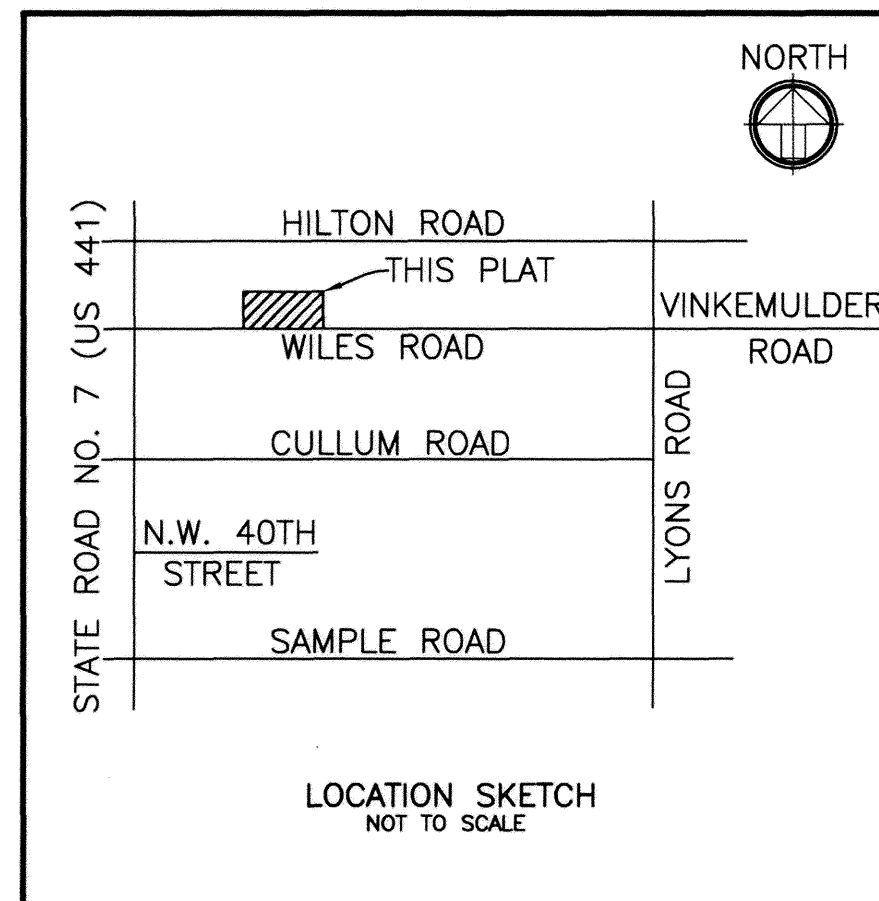 NORTH
STATE ROAD NO. 7 (US 441)
HILTON ROAD
THIS PLAT
VINKEMULDER
ROAD
WILES ROAD
LYONS ROAD
CULLUM ROAD
N.W. 40TH
STREET
SAMPLE ROAD
LOCATION SKETCH
NOT TO SCALE